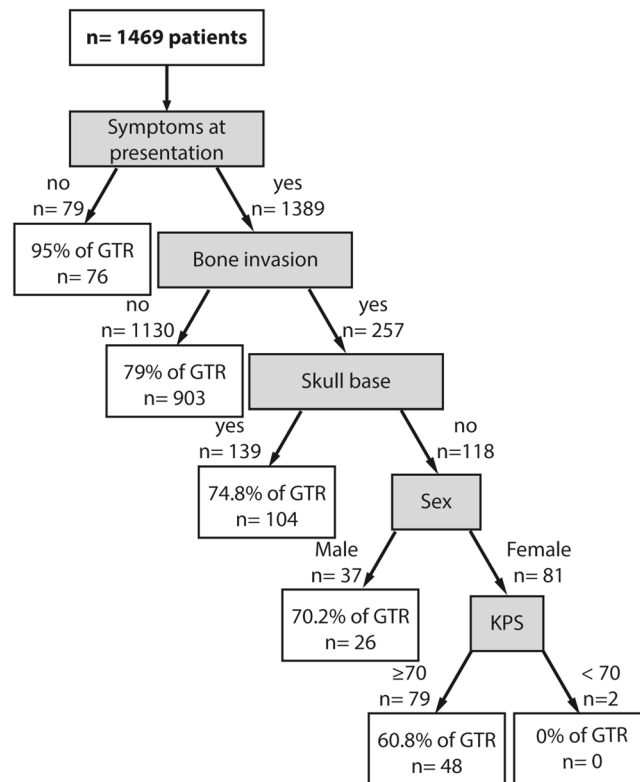 n= 1469 patients
Symptoms at
presentation
no
n= 79
yes
n= 1389
95% of GTR
n= 76
Bone invasion
no
n= 1130
yes
n= 257
79% of GTR
n= 903
Skull base
yes
n= 139
no
n=118
74.8% of GTR
n= 104
Sex
Male
n= 37
Female
n= 81
70.2% of GTR
n= 26
KPS
≥70
n= 79
< 70
n=2
60.8% of GTR
n= 48
0% of GTR
n= 0